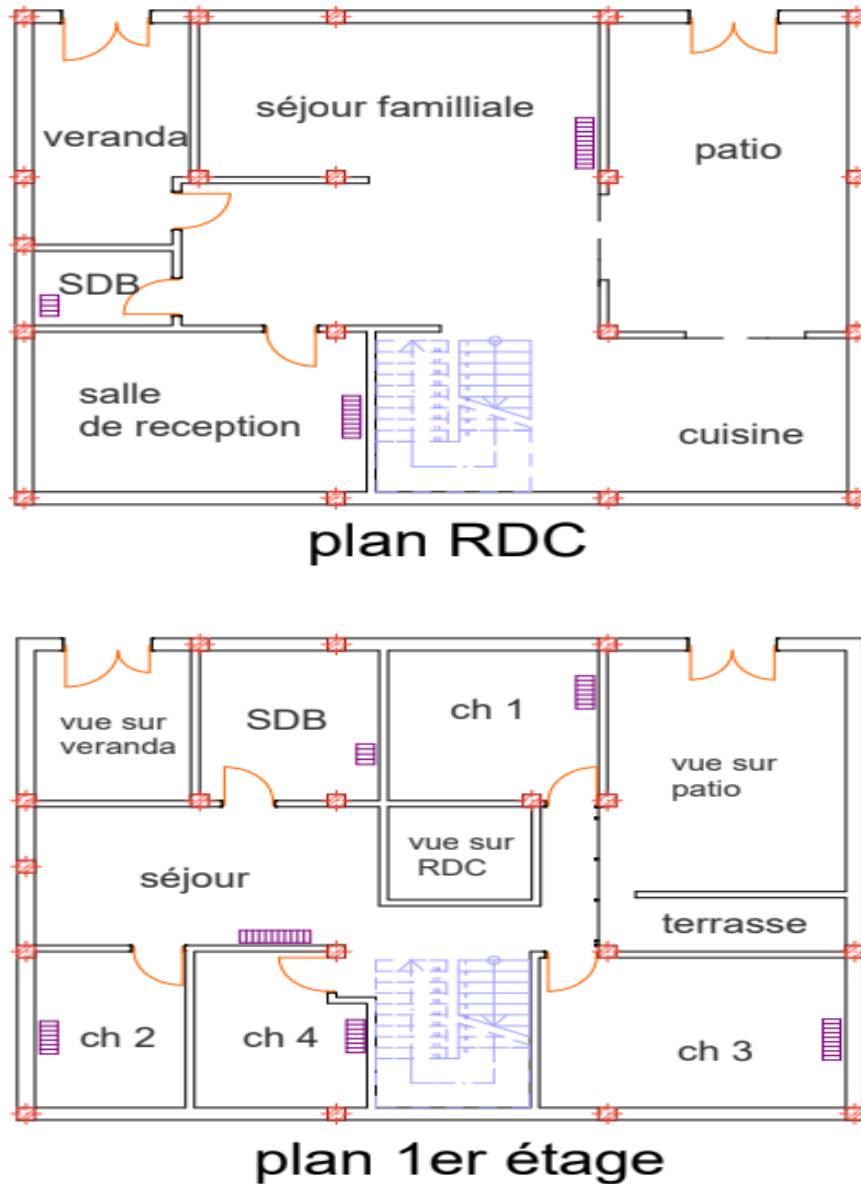 séjour familliale
veranda
patio
SDB
salle
de reception
cuisine
plan RDC
vue sur
veranda
SDB
ch 1
vue sur
patio
vue sur
RDC
séjour
terrasse
ch 2
ch 4
ch 3
plan 1er étage